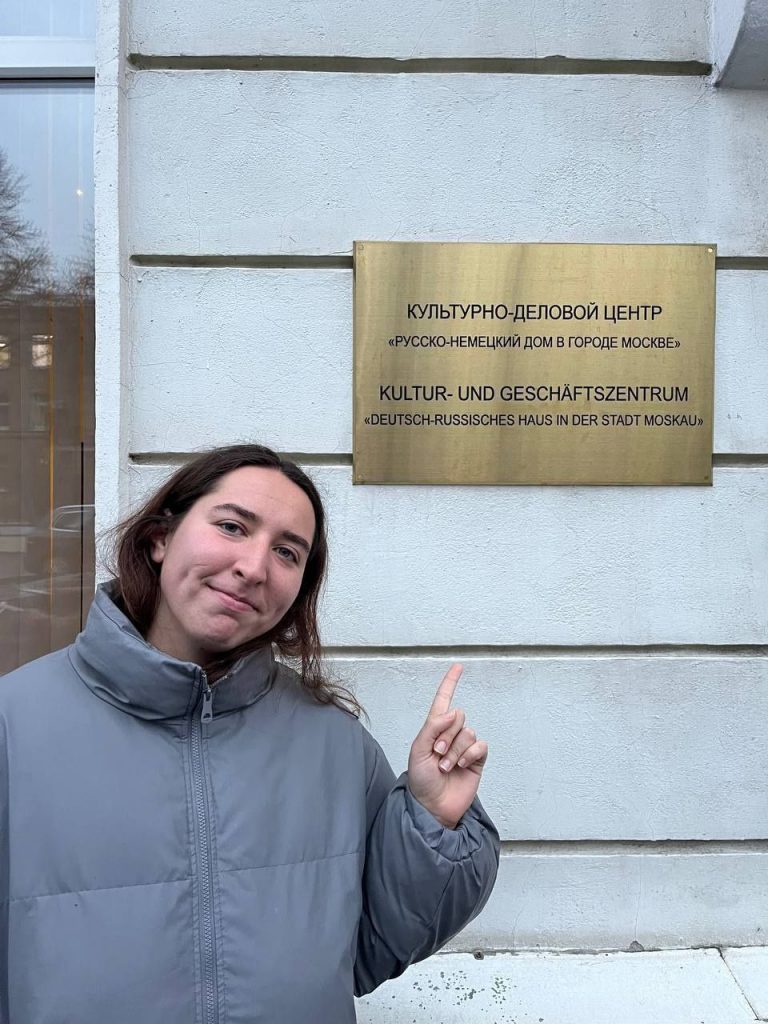 КУЛЬТУРНО-ДЕЛОВОЙ ЦЕНТР
«РУССКО-НЕМЕЦКИЙ ДОМ В ГОРОДЕ МОСКВЕ»
KULTUR- UND GESCHÄFTSZENTRUM
«DEUTSCH-RUSSISCHES HAUS IN DER STADT MOSKAU»